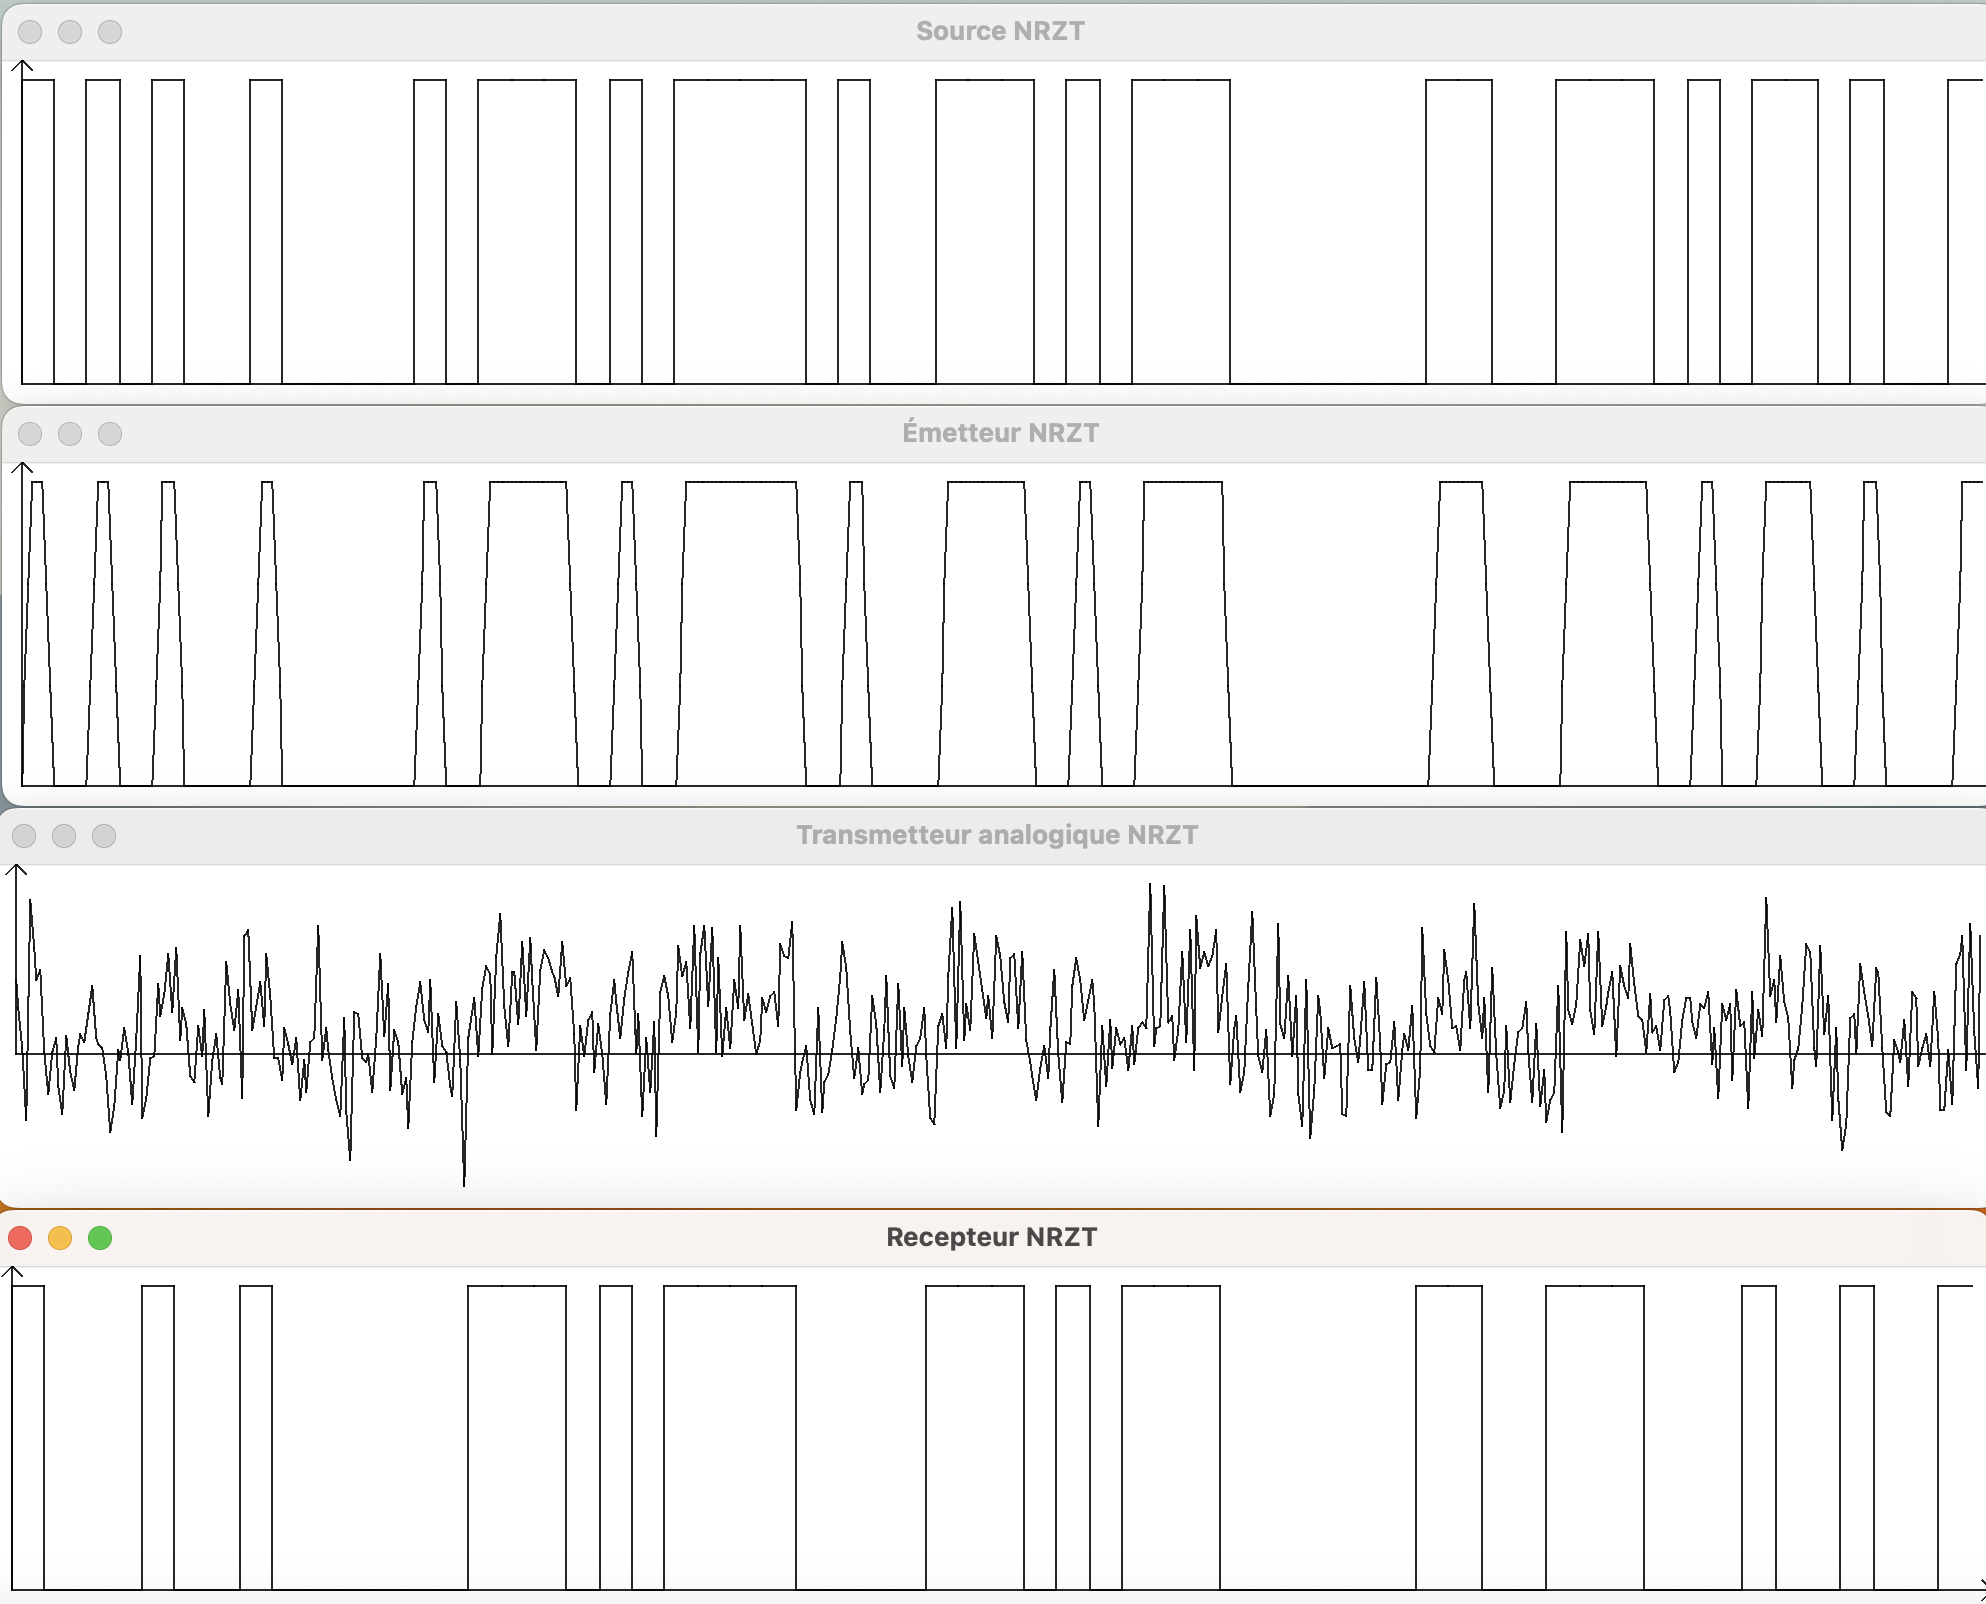 Source NRZT
Émetteur NRZT
Transmetteur analogique NRZT
Recepteur NRZT